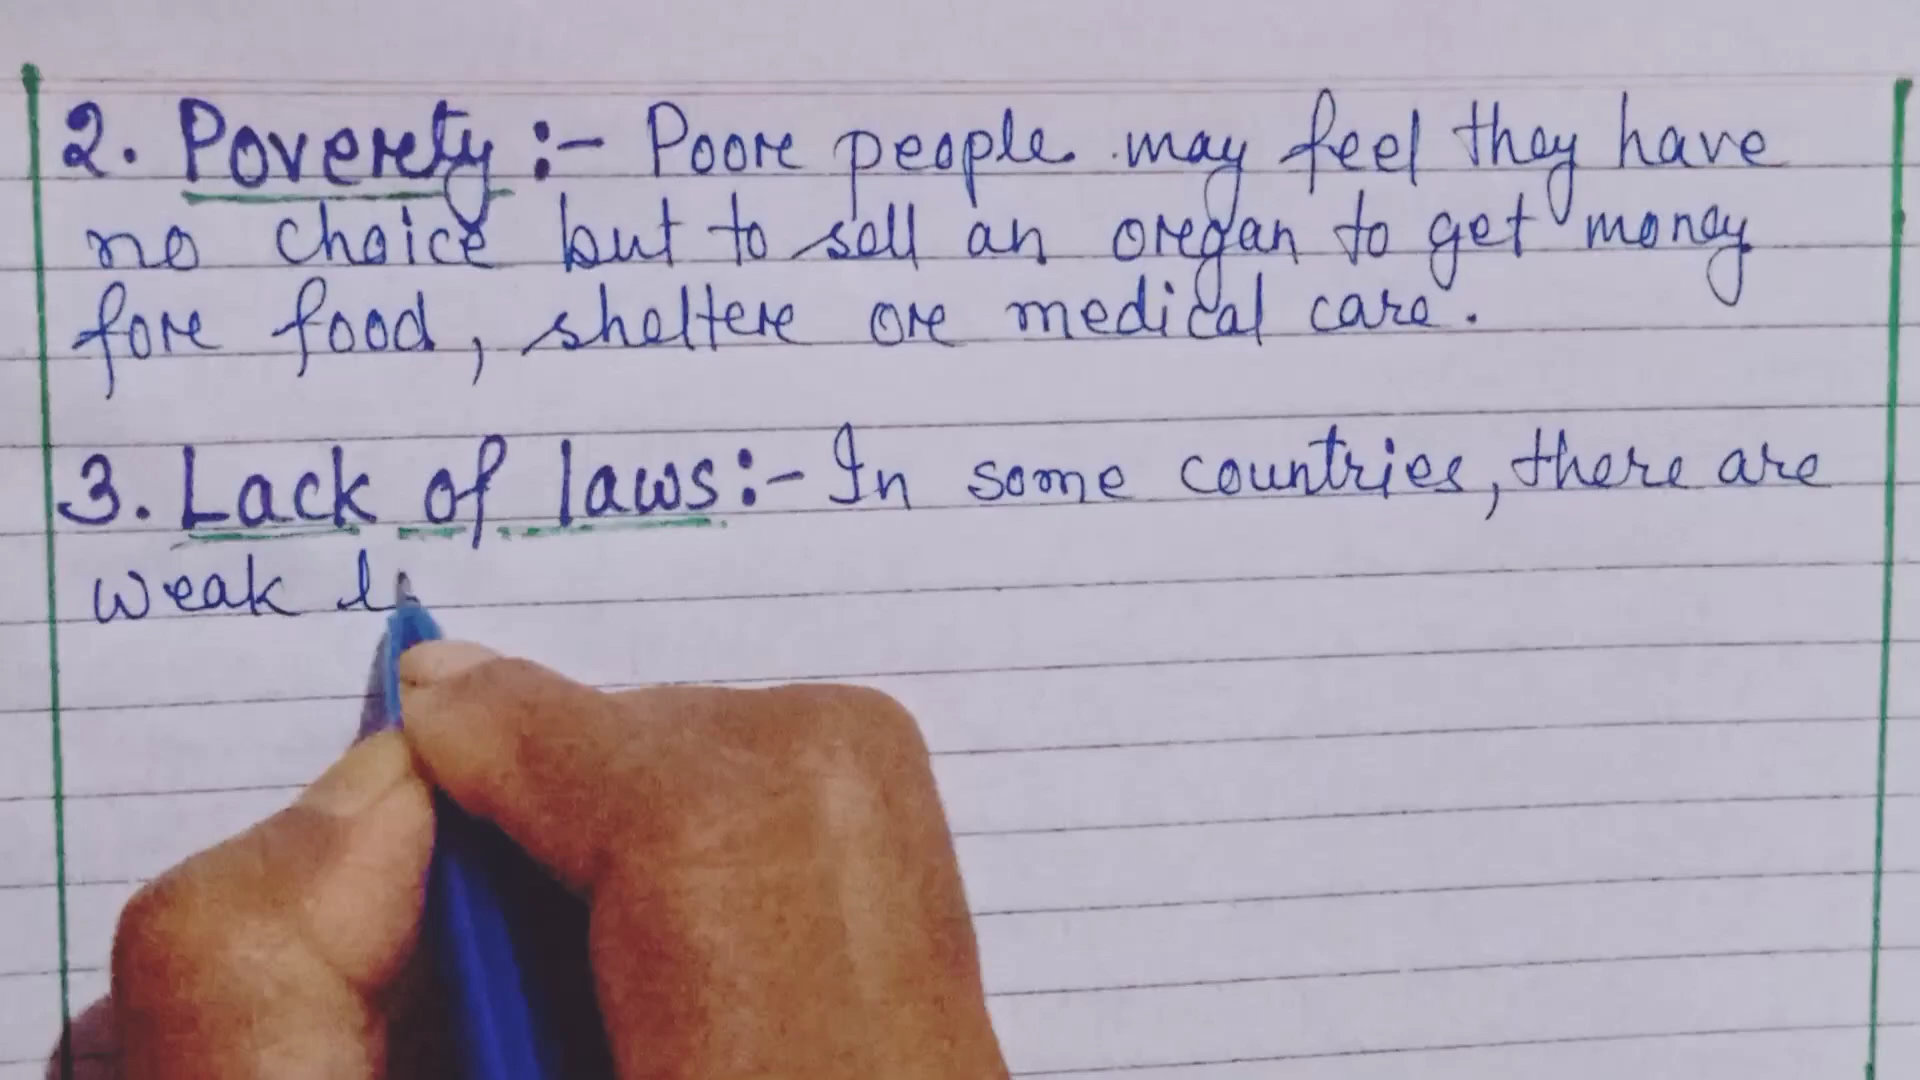 2. Poverety :- Poore people may feel they have
no choice but to sell an oregan to get money
fore food, sheltere ore medical care.
3. Lack of laws :- In some countries, there are
weak